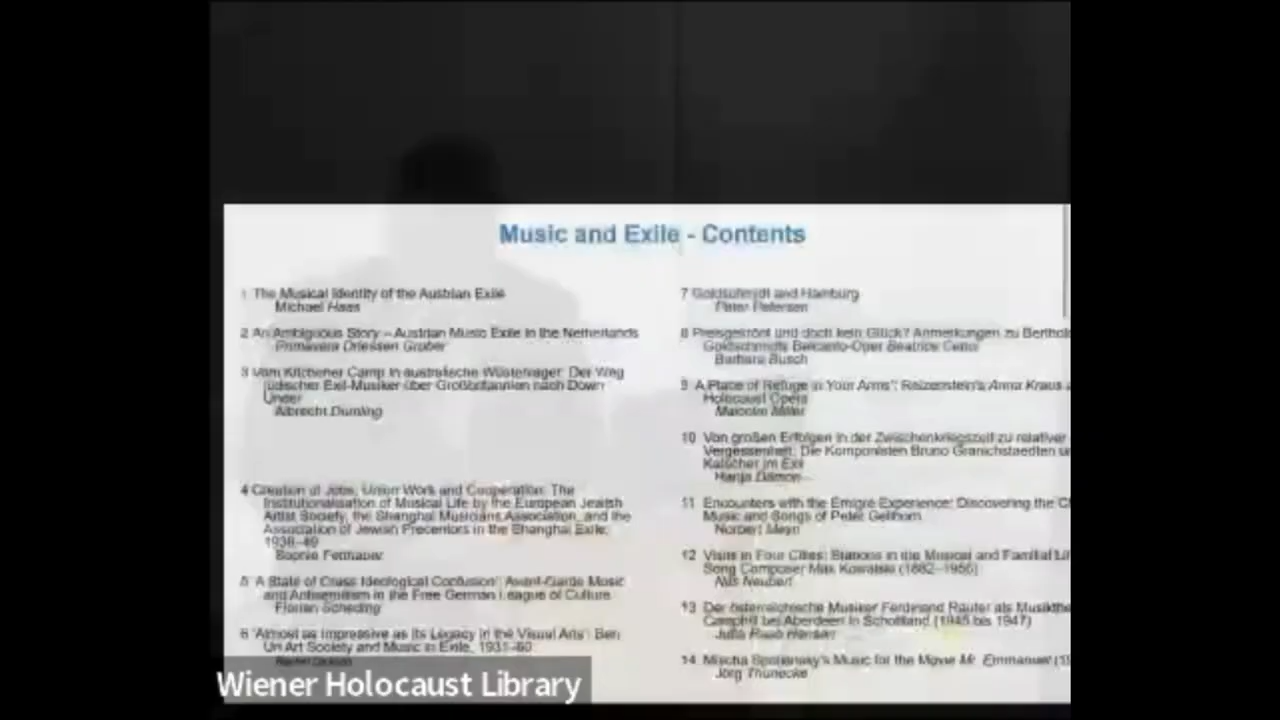 Music and Exile - Contents
1 The Musical Identity of the Austrian Exile
Michael Haas
2 An Ambiguous Story – Austrian Music Exile in the Netherlands
Primavera Driessen Gruber
3 Vom Kitchener Camp in australische Wüstenlager: Der Weg
jüdischer Exil-Musiker über Großbritannien nach Down
Under
Albrecht Dümling
4 Creation of Jobs, Union Work and Cooperation: The
Institutionalisation of Musical Life by the European Jewish
Artist Society, the Shanghai Musicians Association, and the
Association of Jewish Precentors in the Shanghai Exile,
1938–49
Sophie Fetthauer
5 'A State of Crass Ideological Confusion': Avant-Garde Music
and Antisemitism in the Free German League of Culture
Florian Scheding
6 'Almost as Impressive as its Legacy in the Visual Arts': Ben
Uri Art Society and Music in Exile, 1931–60
7 Goldschmidt and Hamburg
Peter Petersen
8 Preisgekrönt und doch kein Glück? Anmerkungen zu Berthol
Goldschmidts Belcanto-Oper Beatrice Cenci
Barbara Busch
9 'A Place of Refuge in Your Arms': Reizenstein's Anna Kraus
Holocaust Opera
Malcolm Miller
10 Von großen Erfolgen in der Zwischenkriegszeit zu relativer
Vergessenheit: Die Komponisten Bruno Granichstaedten u
Katscher im Exil
Hanja Dämon
11 Encounters with the Émigré Experience: Discovering the C
Music and Songs of Peter Gellhorn
Norbert Meyn
12 Visits in Four Cities: Stations in the Musical and Familial Li
Song Composer Max Kowalski (1882–1956)
Nils Neubert
13 Der österreichische Musiker Ferdinand Rauter als Musikthe
Camphill bei Aberdeen in Schottland (1945 bis 1947)
14 Mischa Spoliansky's Music for the Movie Mr. Emmanuel
Jörg Thunecke
Wiener Holocaust Library